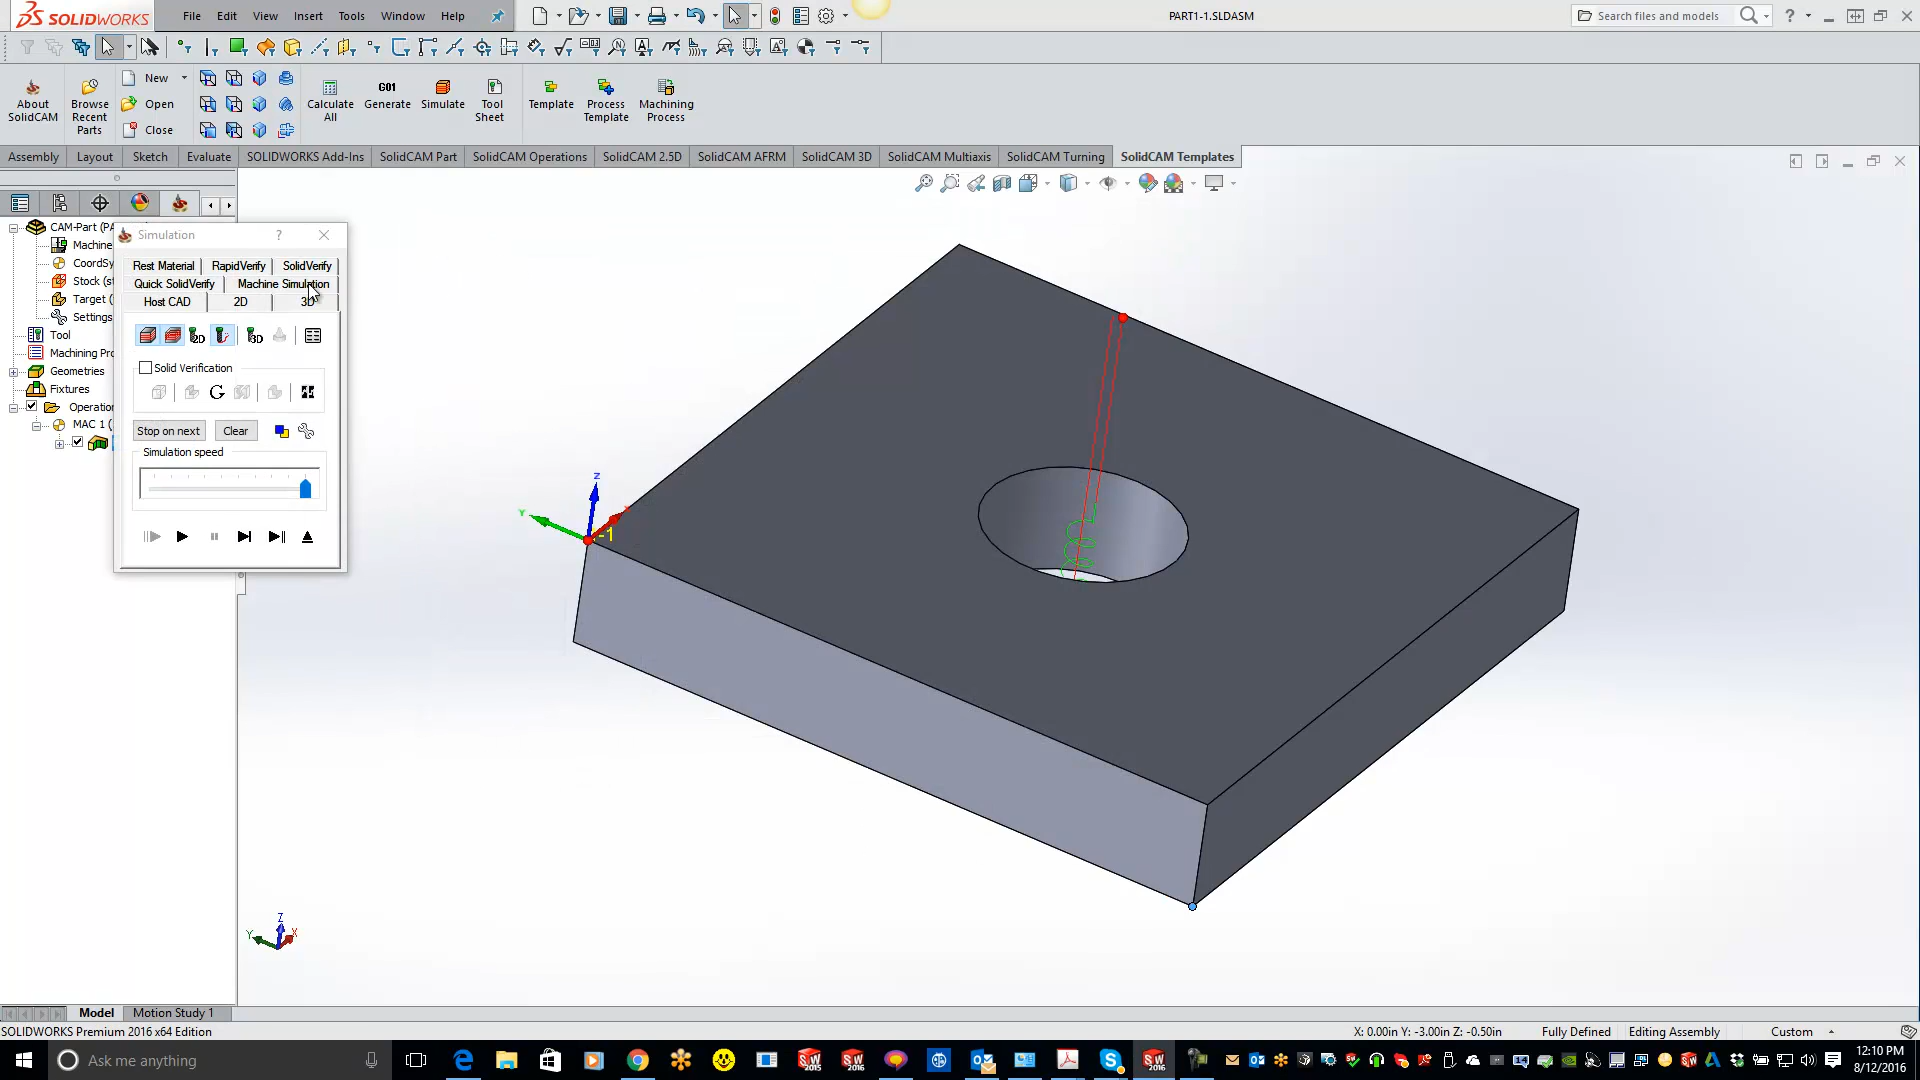 SOLIDWORKS File Edit View Insert Tools Window Help PART1-1.SLDASM Search files and models
About SolidCAM
Browse Recent Parts
New
Open
Close
Calculate All
G01 Generate
Simulate
Tool Sheet
Template
Process Template
Machining Process
Assembly Layout Sketch Evaluate SOLIDWORKS Add-Ins SolidCAM Part SolidCAM Operations SolidCAM 2.5D SolidCAM AFRM SolidCAM 3D SolidCAM Multiaxis SolidCAM Turning SolidCAM Templates
CAM-Part (PA
Machine
CoordSy
Stock (s
Target (
Settings
Tool
Machining Pro
Geometries
Fixtures
Operation
MAC 1 (
Simulation ?
Rest Material RapidVerify SolidVerify
Quick SolidVerify Machine Simulation
Host CAD 2D 3D
2D 3D
Solid Verification
Stop on next Clear
Simulation speed
Z
Y
-1
Z
Y X
Model Motion Study 1
SOLIDWORKS Premium 2016 x64 Edition X: 0.00in Y: -3.00in Z: -0.50in Fully Defined Editing Assembly Custom
Ask me anything
12:10 PM
8/12/2016